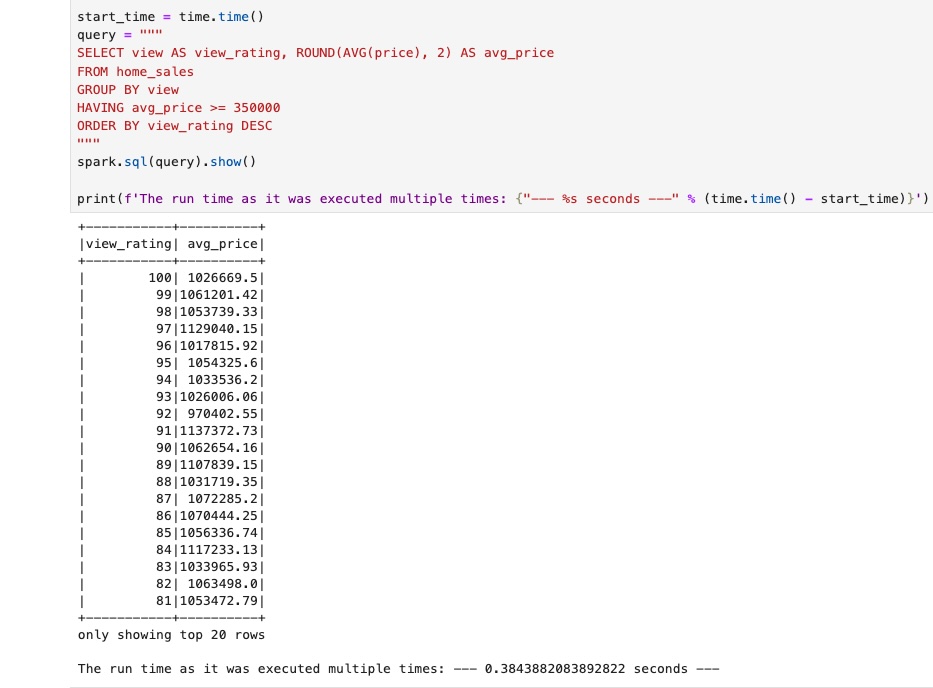 start_time = time.time()
query = """
SELECT view AS view_rating, ROUND(AVG(price), 2) AS avg_price
FROM home_sales
GROUP BY view
HAVING avg_price >= 350000
ORDER BY view_rating DESC
"""
spark.sql(query).show()
print(f'The run time as it was executed multiple times: {"--- %s seconds ---" % (time.time() - start_time)}')
+-----------+----------+
|view_rating| avg_price|
+-----------+----------+
|        100| 1026669.5|
|         99|1061201.42|
|         98|1053739.33|
|         97|1129040.15|
|         96|1017815.92|
|         95| 1054325.6|
|         94| 1033536.2|
|         93|1026006.06|
|         92| 970402.55|
|         91|1137372.73|
|         90|1062654.16|
|         89|1107839.15|
|         88|1031719.35|
|         87| 1072285.2|
|         86|1070444.25|
|         85|1056336.74|
|         84|1117233.13|
|         83|1033965.93|
|         82| 1063498.0|
|         81|1053472.79|
+-----------+----------+
only showing top 20 rows
The run time as it was executed multiple times: --- 0.3843882083892822 seconds ---